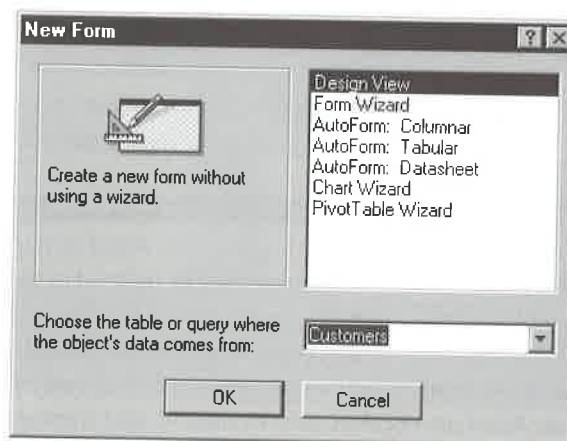 New Form
Design View
Form Wizard
AutoForm: Columnar
AutoForm: Tabular
AutoForm: Datasheet
Chart Wizard
PivotTable Wizard
Create a new form without
using a wizard.
Choose the table or query where
the object's data comes from:
Customers
OK
Cancel